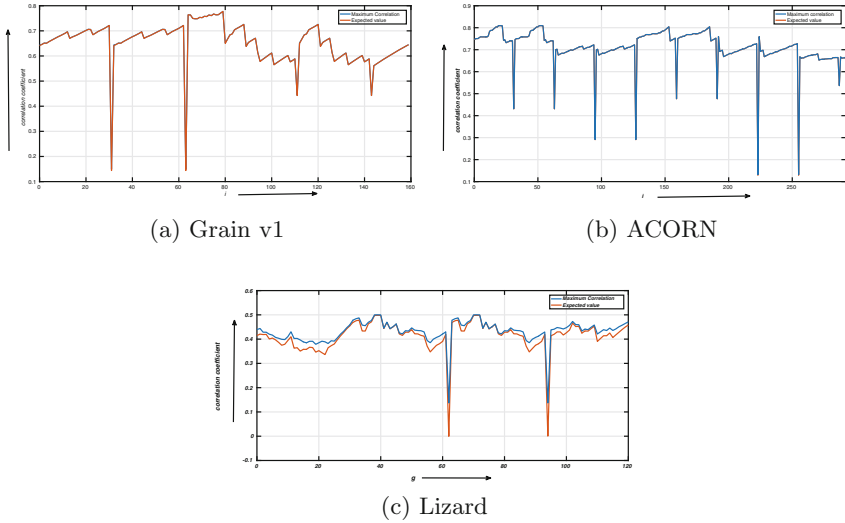 0.9
0.8
0.7
0.6
0.5
0.4
0.3
0.2
0.1
correlation coefficient
Maximum Correlation
Expected value
0 20 40 60 80 100 120 140 160
i
(a) Grain v1
0.9
0.8
0.7
0.6
0.5
0.4
0.3
0.2
0.1
correlation coefficient
Maximum correlation
Expected value
0 50 100 150 200 250
i
(b) ACORN
0.6
0.5
0.4
0.3
0.2
0.1
0
-0.1
correlation coefficient
Maximum Correlation
Expected value
0 20 40 60 80 100 120
g
(c) Lizard